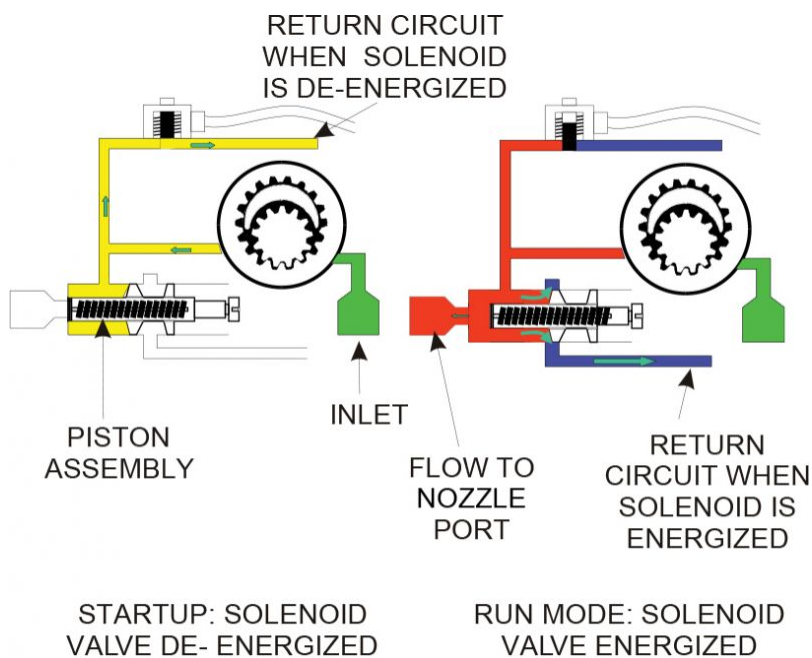 RETURN CIRCUIT
WHEN SOLENOID
IS DE-ENERGIZED
PISTON
ASSEMBLY
INLET
FLOW TO
NOZZLE
PORT
RETURN
CIRCUIT WHEN
SOLENOID IS
ENERGIZED
STARTUP: SOLENOID
VALVE DE- ENERGIZED
RUN MODE: SOLENOID
VALVE ENERGIZED